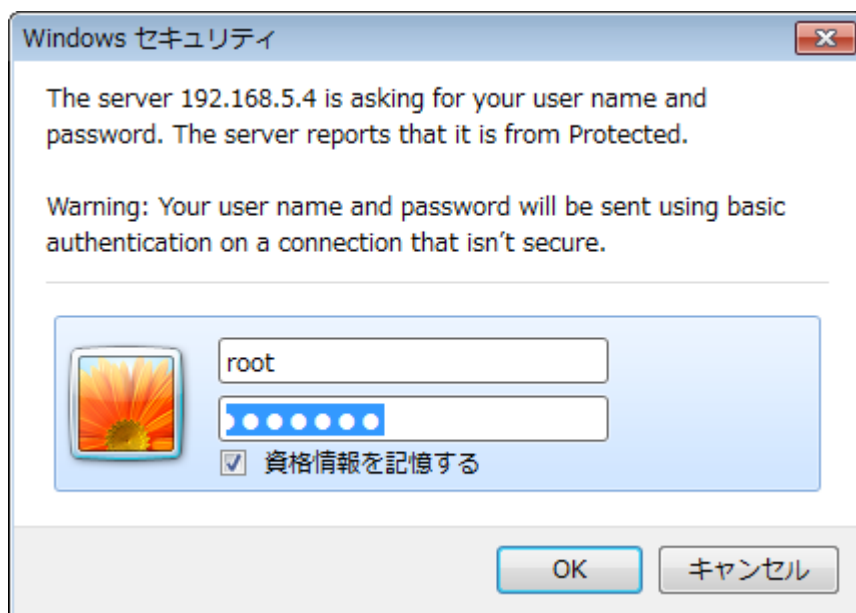 Windows セキュリティ
The server 192.168.5.4 is asking for your user name and
password. The server reports that it is from Protected.
Warning: Your user name and password will be sent using basic
authentication on a connection that isn’t secure.
root
●●●●●●●
資格情報を記憶する
OK
キャンセル